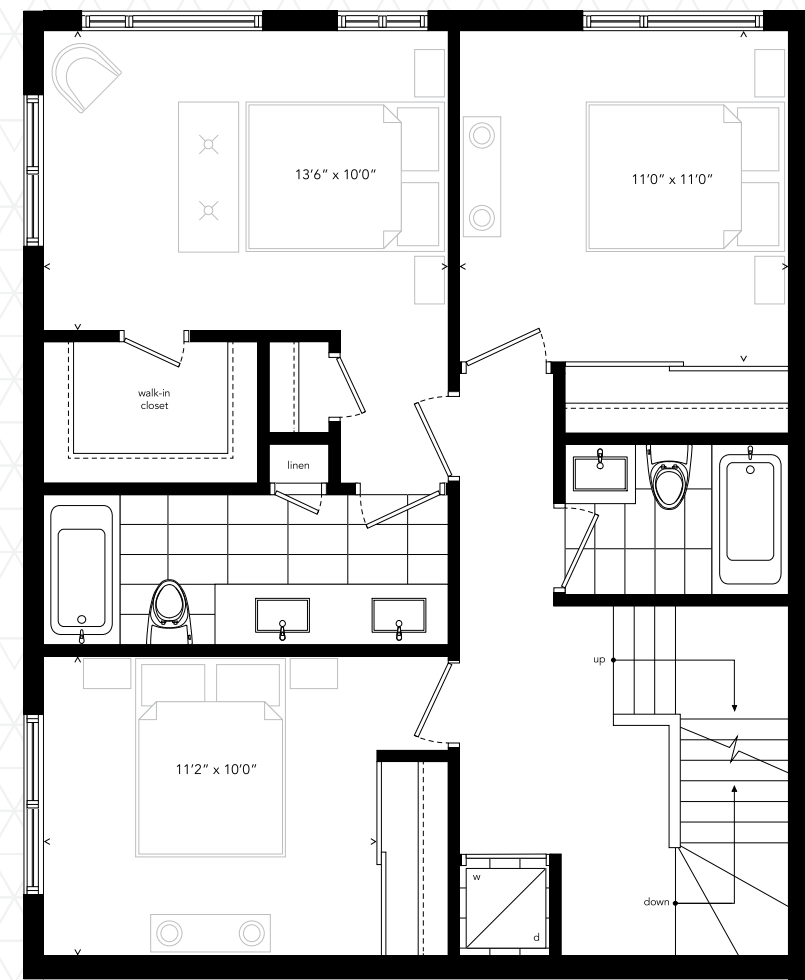 13’6” x 10’0”
11’0” x 11’0”
walk-in
closet
linen
up
11’2” x 10’0”
w
d
down